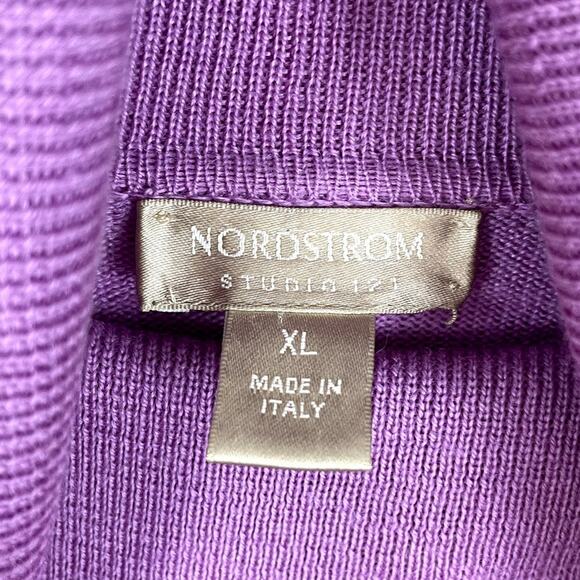 NORDSTROM
STUDIO 121
XL
MADE IN
ITALY